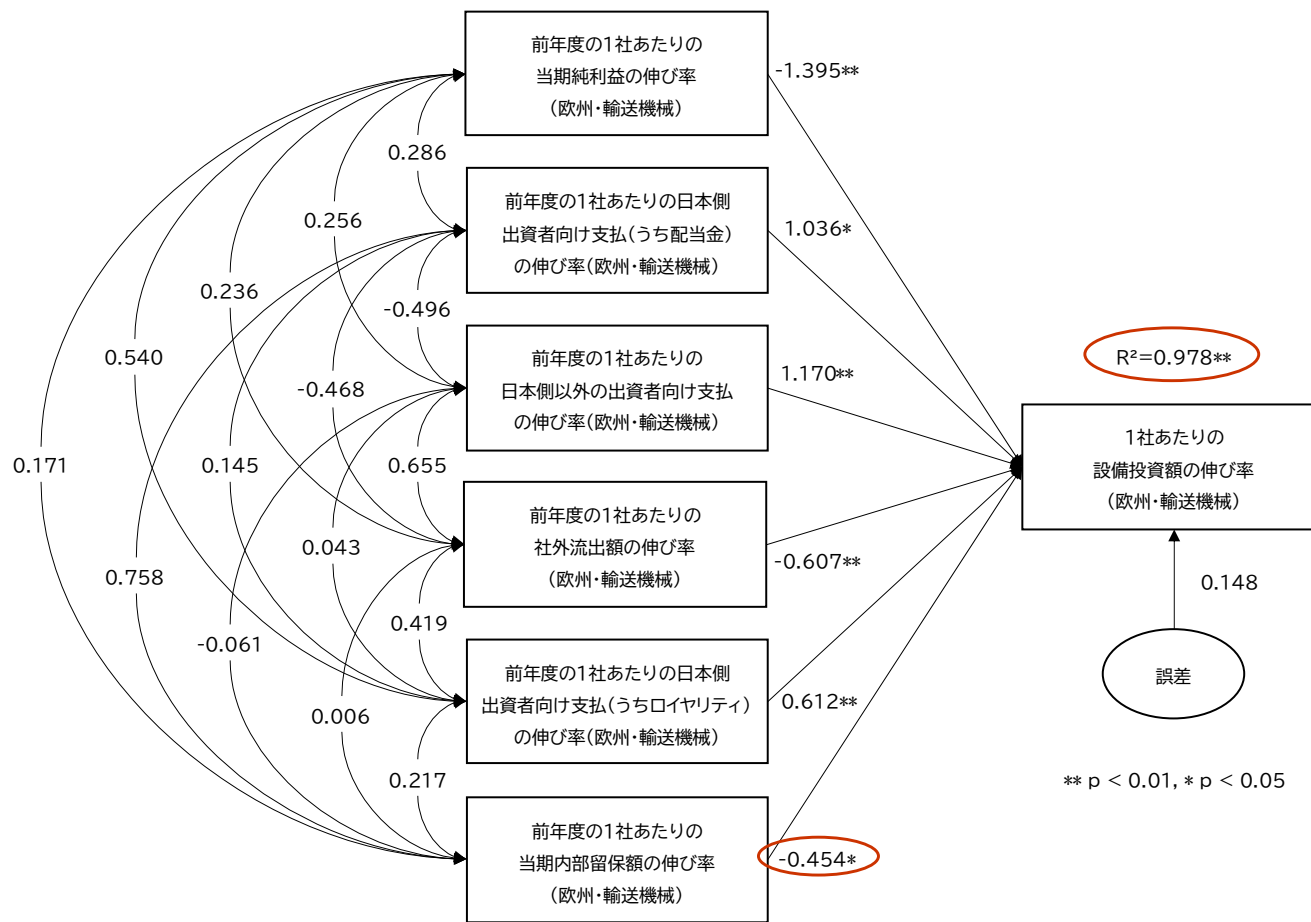 前年度の1社あたりの
当期純利益の伸び率
(欧州・輸送機械)
-1.395**
0.286
前年度の1社あたりの日本側
出資者向け支払(うち配当金)
の伸び率(欧州・輸送機械)
1.036*
0.256
0.236
-0.496
0.540
-0.468
前年度の1社あたりの
日本側以外の出資者向け支払
の伸び率(欧州・輸送機械)
1.170**
R²=0.978**
1社あたりの
設備投資額の伸び率
(欧州・輸送機械)
0.171
0.145
0.655
前年度の1社あたりの
社外流出額の伸び率
(欧州・輸送機械)
-0.607**
0.043
0.758
0.148
0.419
-0.061
誤差
前年度の1社あたりの日本側
出資者向け支払(うちロイヤリティ)
の伸び率(欧州・輸送機械)
0.612**
0.006
0.217
** p < 0.01, * p < 0.05
前年度の1社あたりの
当期内部留保額の伸び率
(欧州・輸送機械)
-0.454*